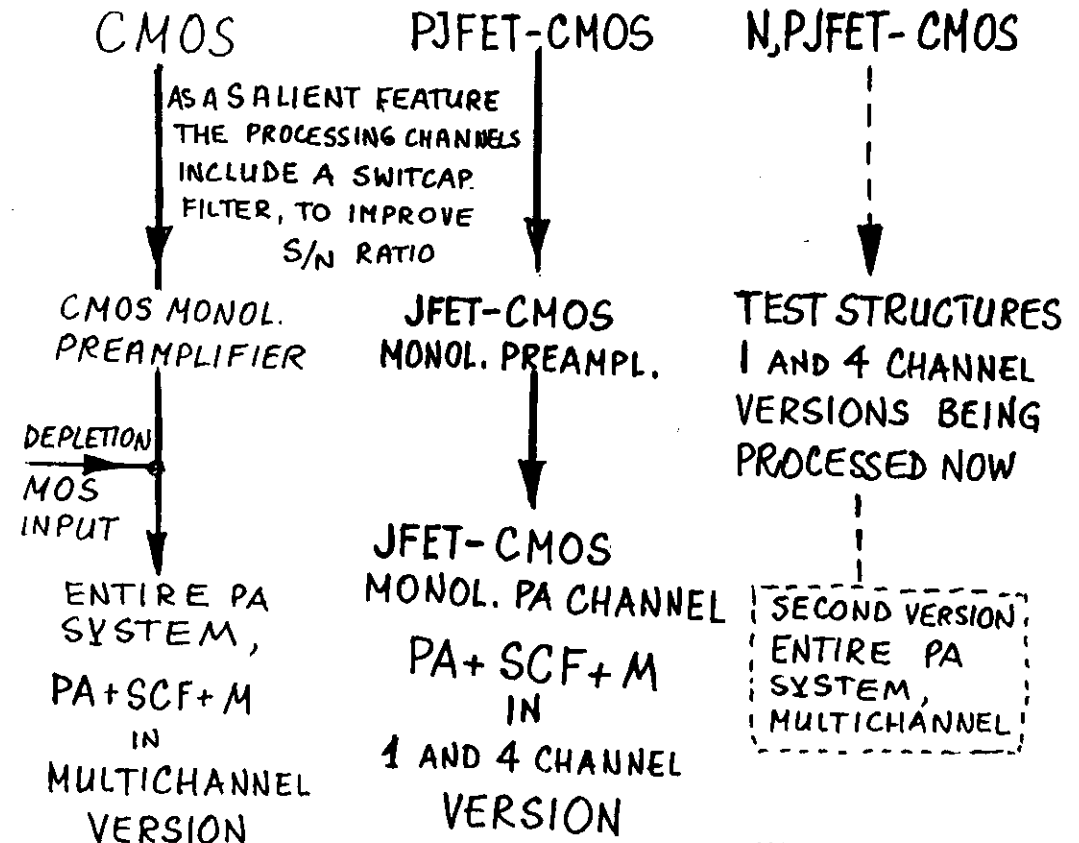 CMOS
AS A SALIENT FEATURE
THE PROCESSING CHANNELS
INCLUDE A SWITCAP.
FILTER, TO IMPROVE
S/N RATIO
CMOS MONOL.
PREAMPLIFIER
DEPLETION
MOS
INPUT
ENTIRE PA
SYSTEM,
PA+SCF+M
IN
MULTICHANNEL
VERSION
PJFET-CMOS
JFET-CMOS
MONOL. PREAMPL.
JFET-CMOS
MONOL. PA CHANNEL
PA+SCF+M
IN
1 AND 4 CHANNEL
VERSION
N,PJFET-CMOS
TEST STRUCTURES
1 AND 4 CHANNEL
VERSIONS BEING
PROCESSED NOW
SECOND VERSION
ENTIRE PA
SYSTEM,
MULTICHANNEL